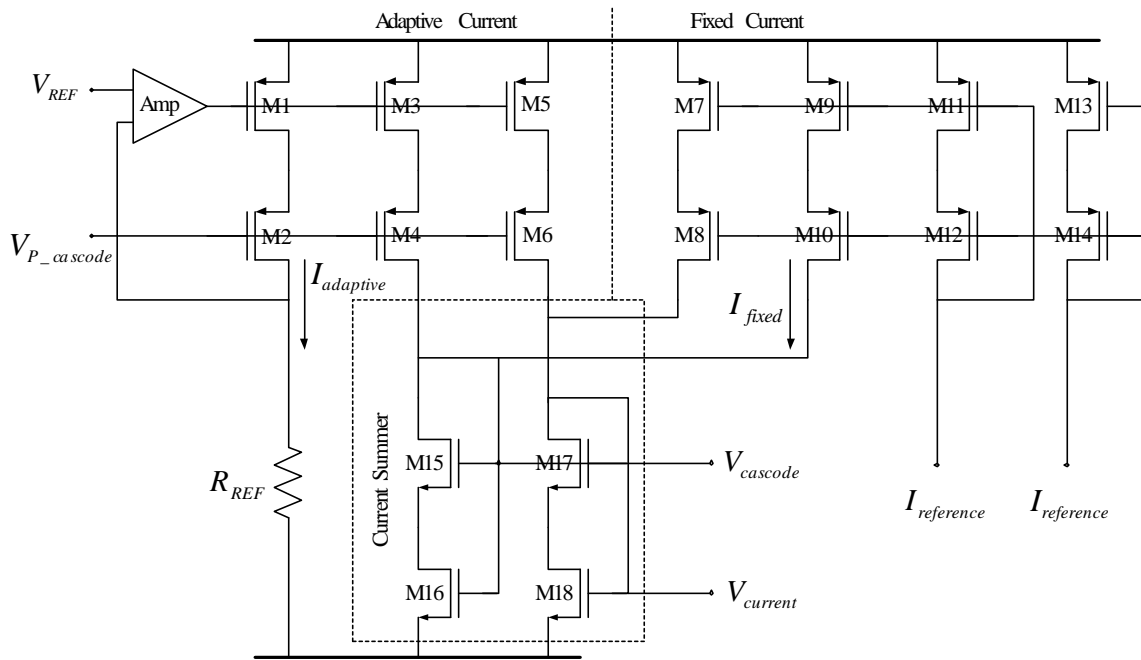 Adaptive Current
Fixed Current
V_REF
Amp
M1
M3
M5
M7
M9
M11
M13
V_P_cascode
M2
M4
M6
M8
M10
M12
M14
I_adaptive
I_fixed
Current Summer
M15
M17
V_cascode
R_REF
I_reference
I_reference
M16
M18
V_current